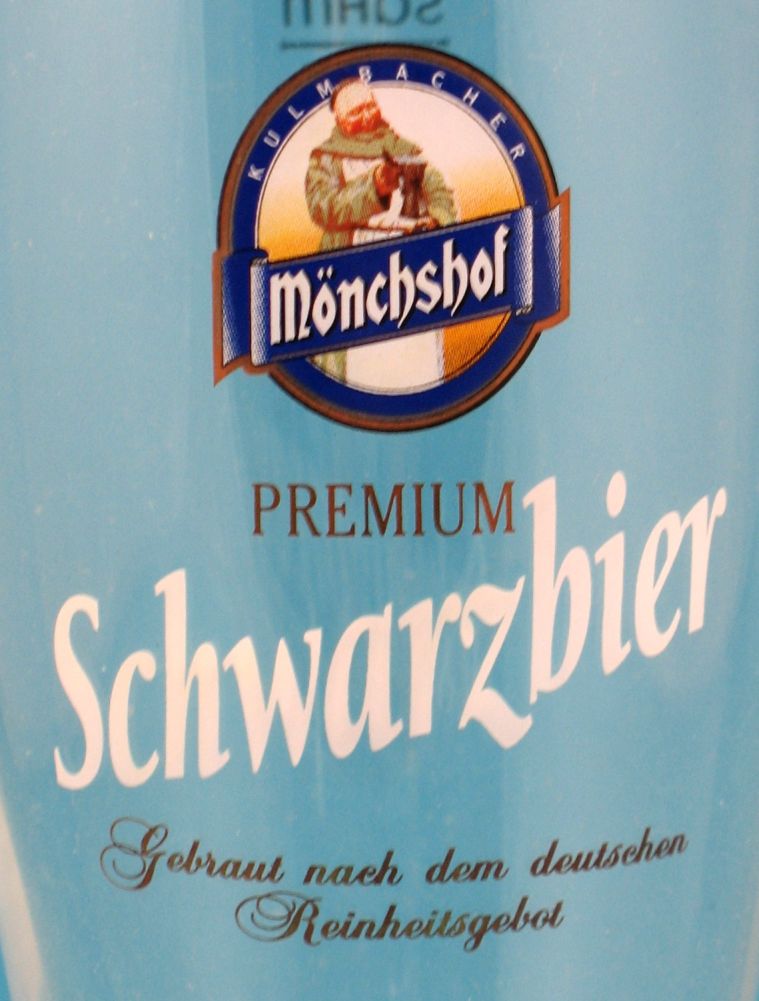 KULMBACHER
Mönchshof
PREMIUM
Schwarzbier
Gebraut nach dem deutschen
Reinheitsgebot